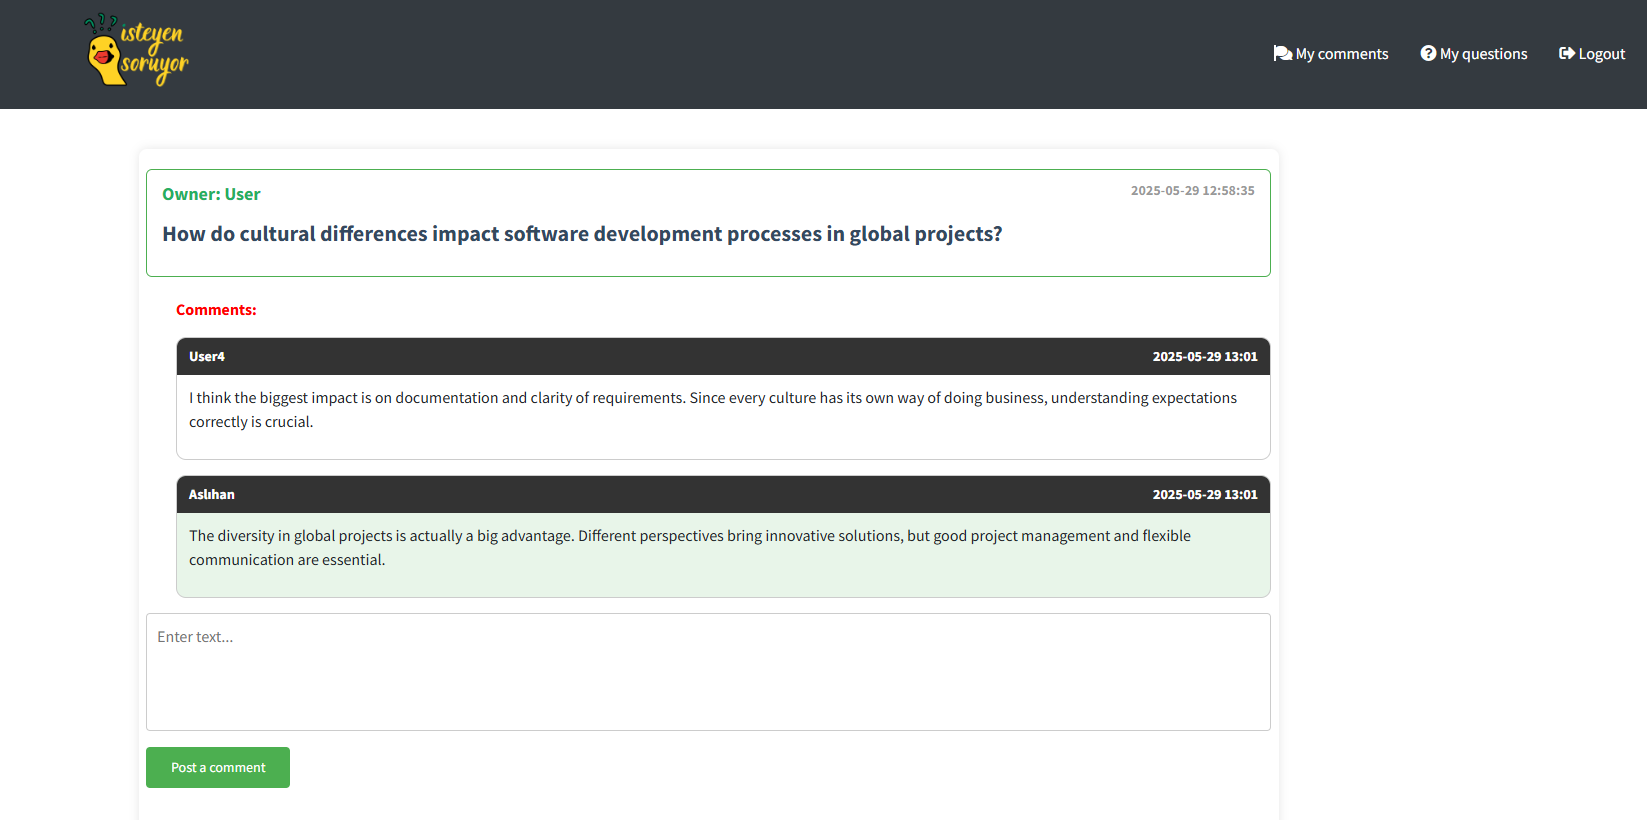 ??? isteyen
soruyor
My comments
My questions
Logout
Owner: User
2025-05-29 12:58:35
How do cultural differences impact software development processes in global projects?
Comments:
User4
2025-05-29 13:01
I think the biggest impact is on documentation and clarity of requirements. Since every culture has its own way of doing business, understanding expectations
correctly is crucial.
Aslıhan
2025-05-29 13:01
The diversity in global projects is actually a big advantage. Different perspectives bring innovative solutions, but good project management and flexible
communication are essential.
Enter text...
Post a comment